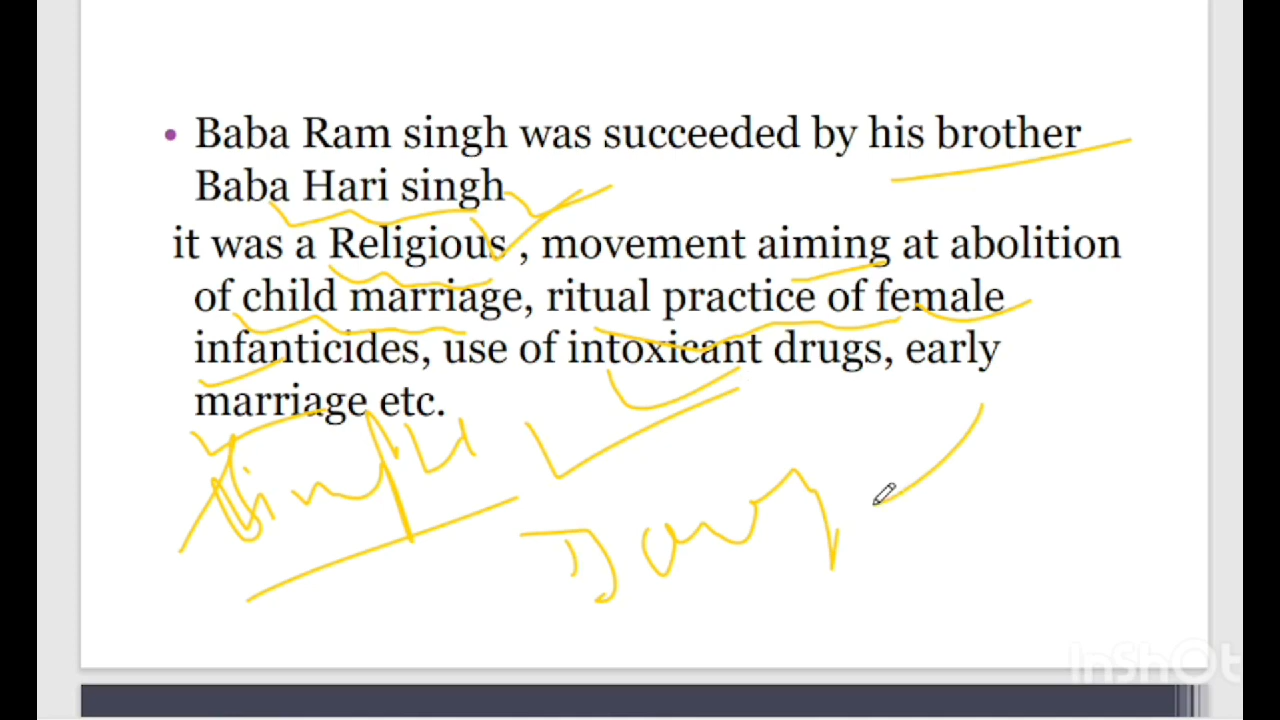 • Baba Ram singh was succeeded by his brother
Baba Hari singh
it was a Religious , movement aiming at abolition
of child marriage, ritual practice of female
infanticides, use of intoxicant drugs, early
marriage etc.
InShOt